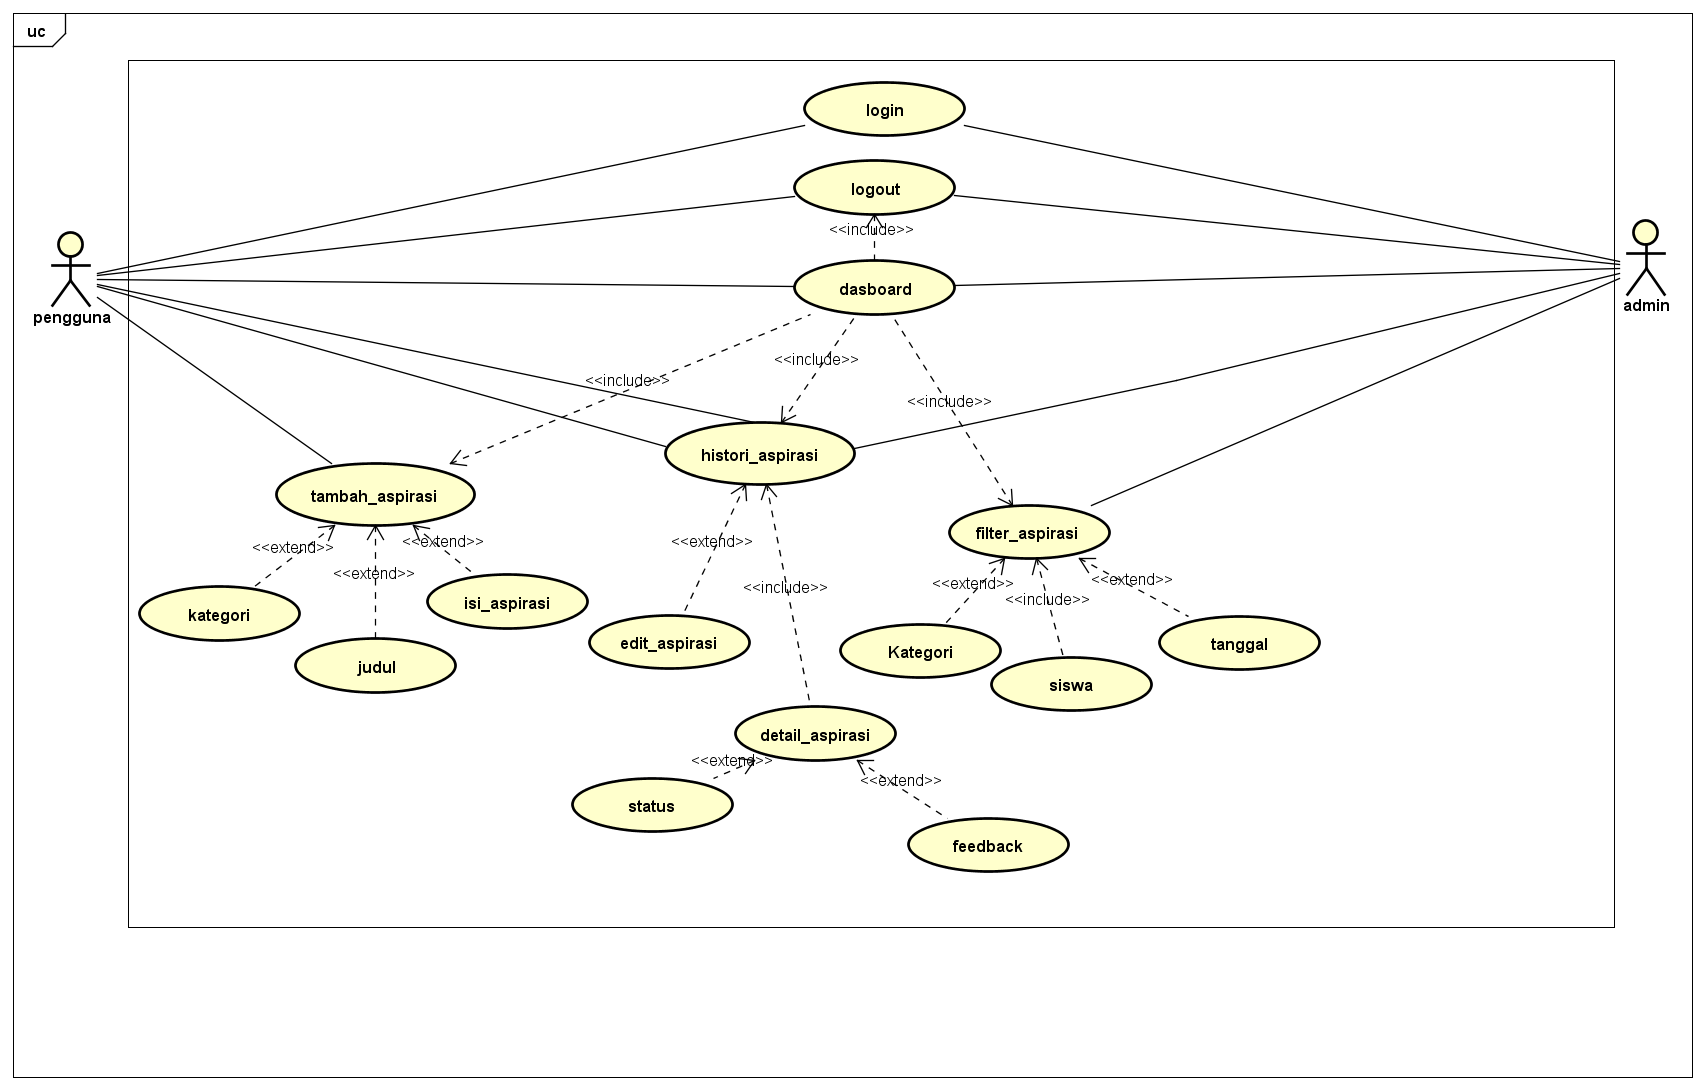 uc
login
logout
<<include>>
dasboard
pengguna
admin
<<include>>
<<include>>
<<include>>
histori_aspirasi
tambah_aspirasi
filter_aspirasi
<<extend>>
<<extend>>
<<extend>>
<<extend>>
<<include>>
<<extend>>
<<include>>
<<extend>>
kategori
isi_aspirasi
judul
edit_aspirasi
Kategori
siswa
tanggal
detail_aspirasi
<<extend>>
<<extend>>
status
feedback